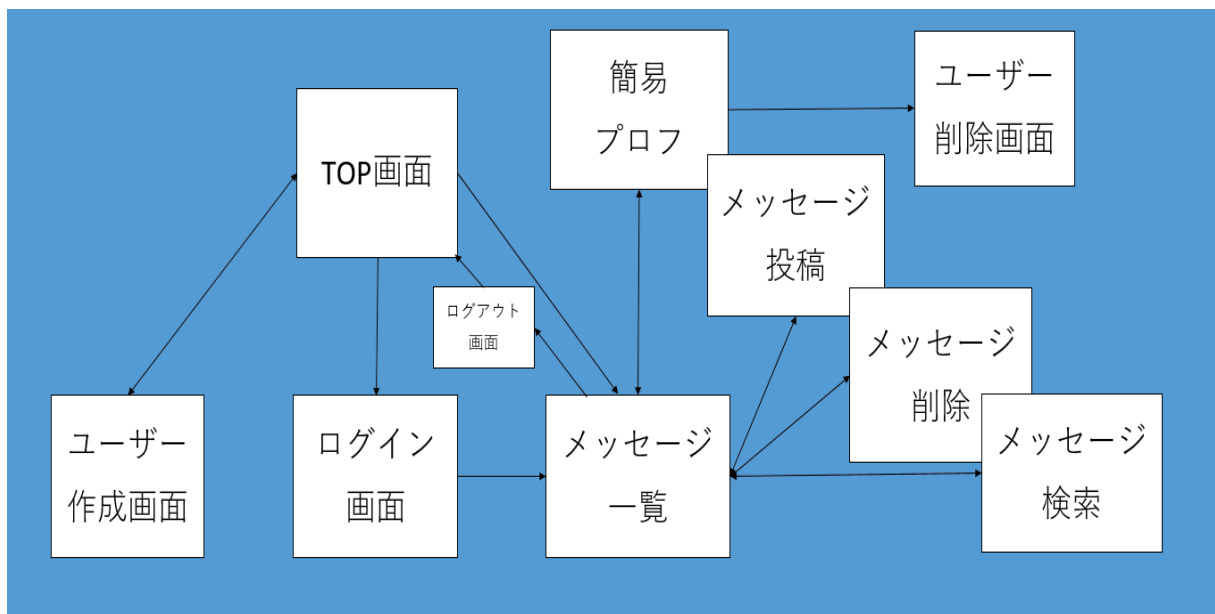 簡易
プロフ
ユーザー
削除画面
TOP画面
メッセージ
投稿
ログアウト
画面
メッセージ
削除
ユーザー
作成画面
ログイン
画面
メッセージ
一覧
メッセージ
検索